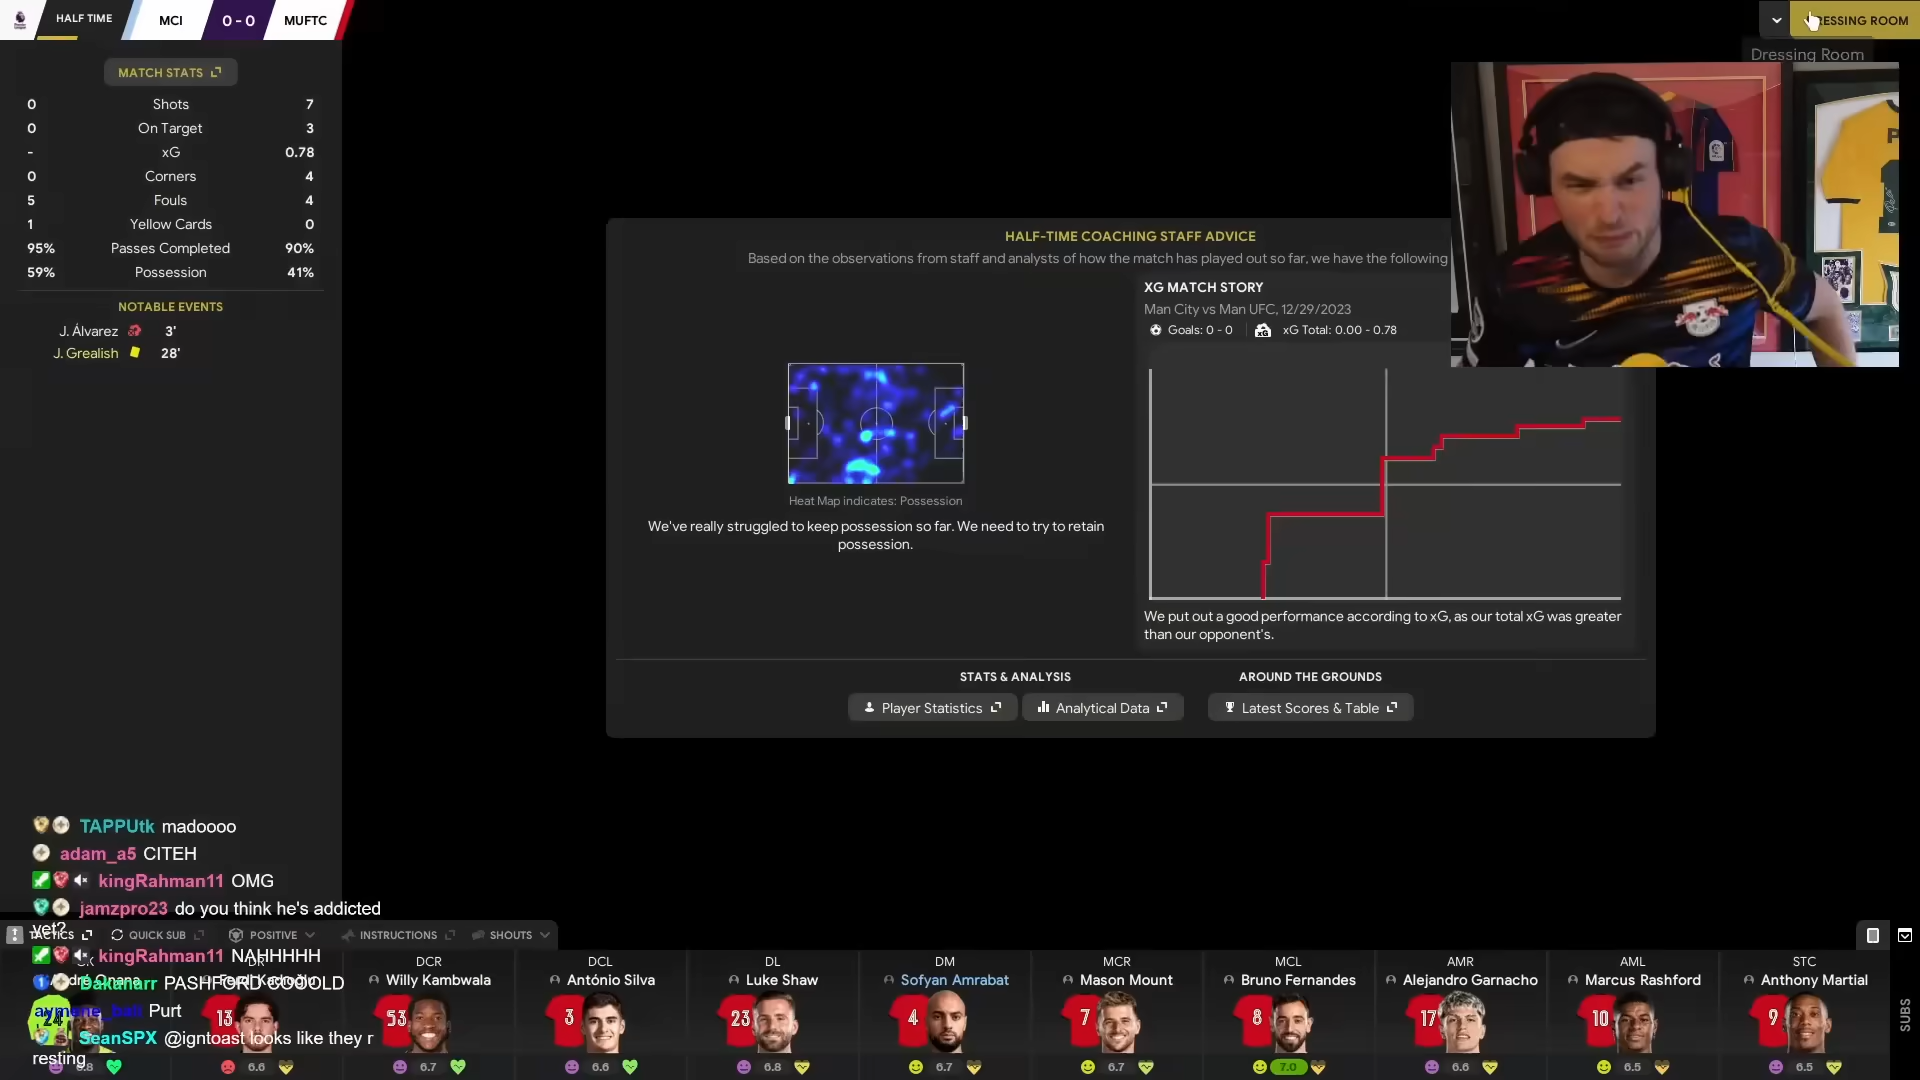 HALF TIME
MCI
0 - 0
MUFTC
RESSING ROOM
Dressing Room
MATCH STATS
0 Shots 7
0 On Target 3
- xG 0.78
0 Corners 4
5 Fouls 4
1 Yellow Cards 0
95% Passes Completed 90%
59% Possession 41%
NOTABLE EVENTS
J. Álvarez 3'
J. Grealish 28'
HALF-TIME COACHING STAFF ADVICE
Based on the observations from staff and analysts of how the match has played out so far, we have the following
Heat Map indicates: Possession
We've really struggled to keep possession so far. We need to try to retain
possession.
XG MATCH STORY
Man City vs Man UFC, 12/29/2023
Goals: 0 - 0 xG Total: 0.00 - 0.78
We put out a good performance according to xG, as our total xG was greater
than our opponent's.
STATS & ANALYSIS
Player Statistics
Analytical Data
AROUND THE GROUNDS
Latest Scores & Table
TAPPUtk madoooo
adam_a5 CITEH
kingRahman11 OMG
jamzpro23 do you think he's addicted
yet?
kingRahman11 NAHHHHH
Dakamarr PASHFORD COOOLD
Purt
SeanSPX @igntoast looks like they r
resting
TACTICS
QUICK SUB
POSITIVE
INSTRUCTIONS
SHOUTS
24
6.8
DR
13
6.6
DCR
Willy Kambwala
53
6.7
DCL
António Silva
3
6.6
DL
Luke Shaw
23
6.8
DM
Sofyan Amrabat
4
6.7
MCR
Mason Mount
7
6.7
MCL
Bruno Fernandes
8
7.0
AMR
Alejandro Garnacho
17
6.6
AML
Marcus Rashford
10
6.5
STC
Anthony Martial
9
6.5
SUBS